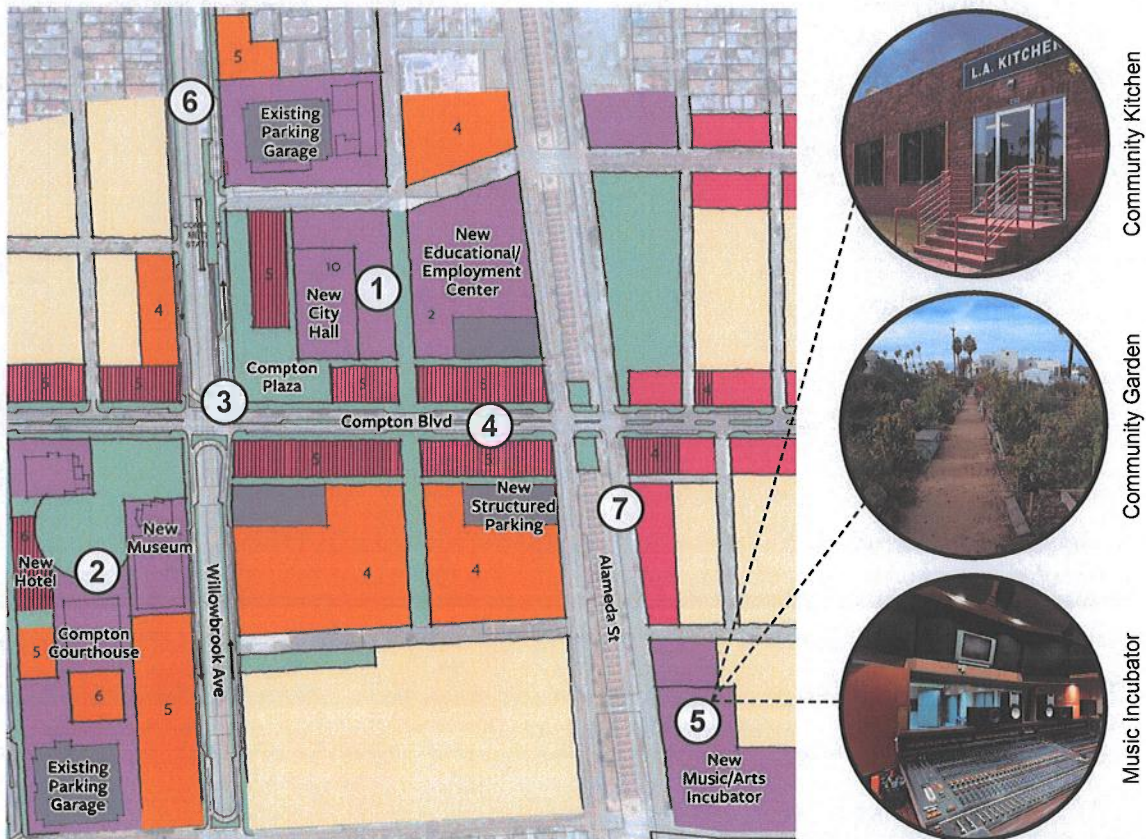 5
6
Existing
Parking
Garage
4
L.A. KITCHEN
Community Kitchen
New
Educational/
Employment
Center
2
5
10
1
New
City
Hall
4
Compton
Plaza
5
5
5
5
4
3
Compton Blvd
4
5
5
4
Community Garden
New
Structured
Parking
7
New
Museum
6
New
Hotel
2
4
4
Willowbrook Ave
Alameda St
Compton
Courthouse
5
6
5
Existing
Parking
Garage
5
New
Music/Arts
Incubator
Music Incubator